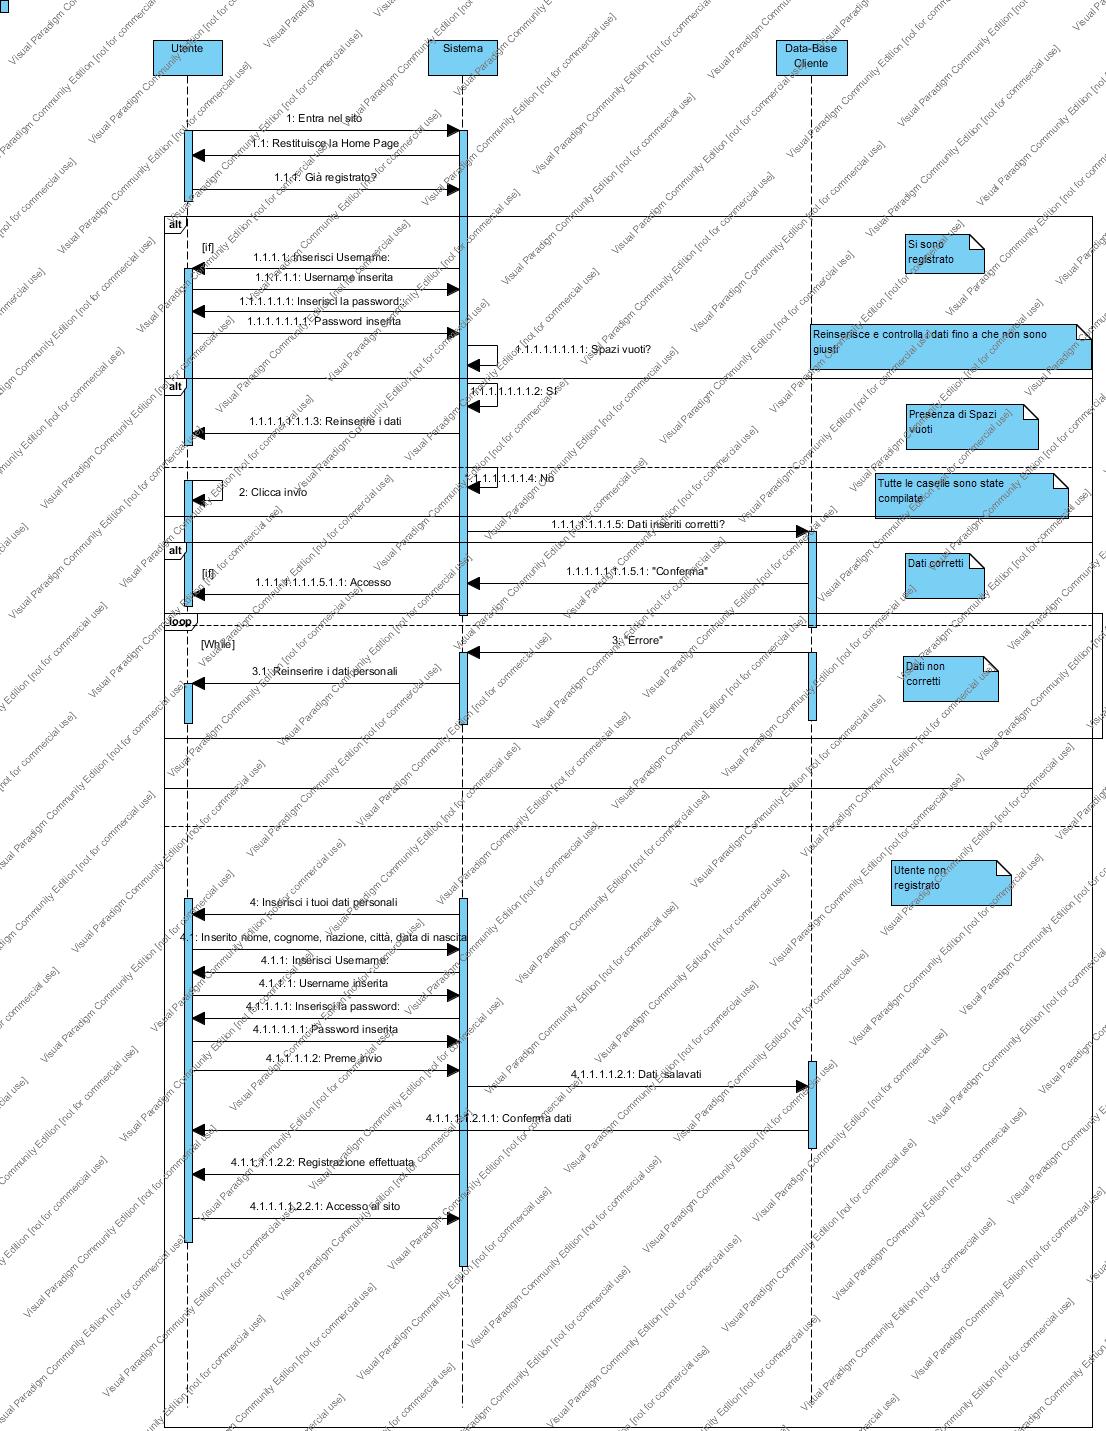 Utente
Sistema
Data-Base
Cliente
1: Entra nel sito
1.1: Restituisce la Home Page
1.1.1: Già registrato?
alt
[if]
Si sono
registrato
1.1.1.1: Inserisci Username:
1.1.1.1.1: Username inserita
1.1.1.1.1.1: Inserisci la password:
1.1.1.1.1.1.1: Password inserita
Reinserisce e controlla i dati fino a che non sono
giusti
1.1.1.1.1.1.1.1: Spazi vuoti?
alt
1.1.1.1.1.1.1.2: Sì
Presenza di Spazi
vuoti
1.1.1.1.1.1.1.3: Reinserire i dati
1.1.1.1.1.1.1.4: No
Tutte le caselle sono state
compilate
2: Clicca invio
1.1.1.1.1.1.1.5: Dati inseriti corretti?
alt
Dati corretti
[if]
1.1.1.1.1.1.1.5.1: "Conferma"
1.1.1.1.1.1.1.5.1.1: Accesso
loop
[While]
3: "Errore"
Dati non
corretti
3.1: Reinserire i dati personali
Utente non
registrato
4: Inserisci i tuoi dati personali
4.1: Inserito nome, cognome, nazione, città, data di nascita
4.1.1: Inserisci Username:
4.1.1.1: Username inserita
4.1.1.1.1: Inserisci la password:
4.1.1.1.1.1: Password inserita
4.1.1.1.1.2: Preme invio
4.1.1.1.1.2.1: Dati salavati
4.1.1.1.1.2.1.1: Conferma dati
4.1.1.1.1.2.2: Registrazione effettuata
4.1.1.1.1.2.2.1: Accesso al sito
Visual Paradigm Community Edition [not for commercial use]